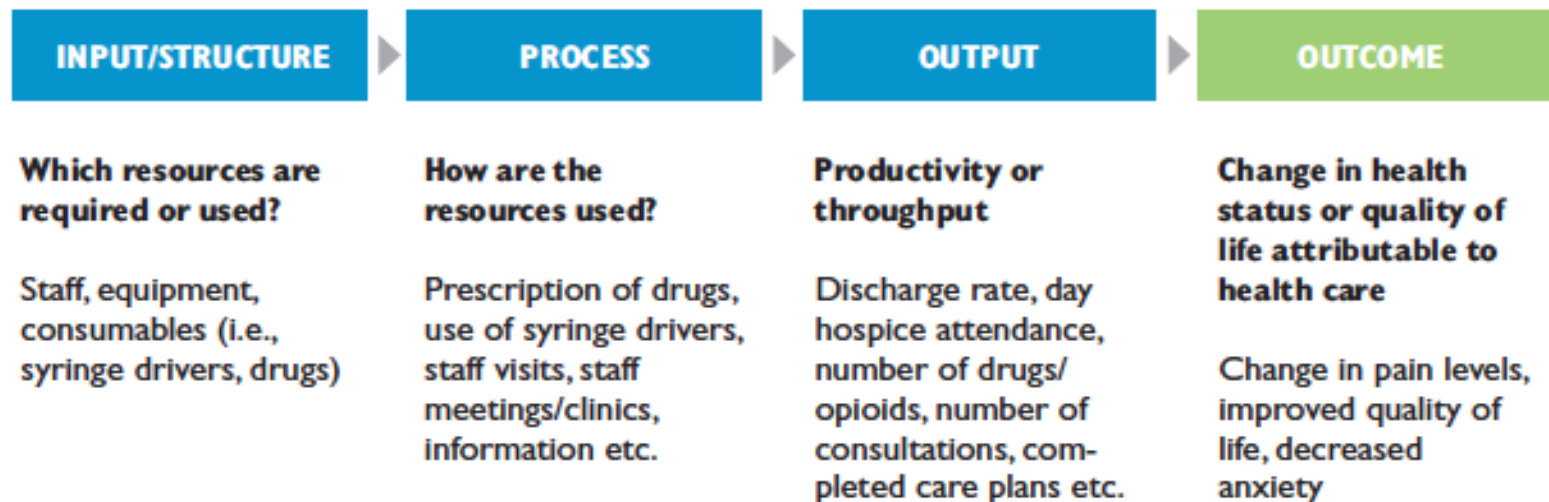 INPUT/STRUCTURE
PROCESS
OUTPUT
OUTCOME
Which resources are
required or used?
Staff, equipment,
consumables (i.e.,
syringe drivers, drugs)
How are the
resources used?
Prescription of drugs,
use of syringe drivers,
staff visits, staff
meetings/clinics,
information etc.
Productivity or
throughput
Discharge rate, day
hospice attendance,
number of drugs/
opioids, number of
consultations, com-
pleted care plans etc.
Change in health
status or quality of
life attributable to
health care
Change in pain levels,
improved quality of
life, decreased
anxiety